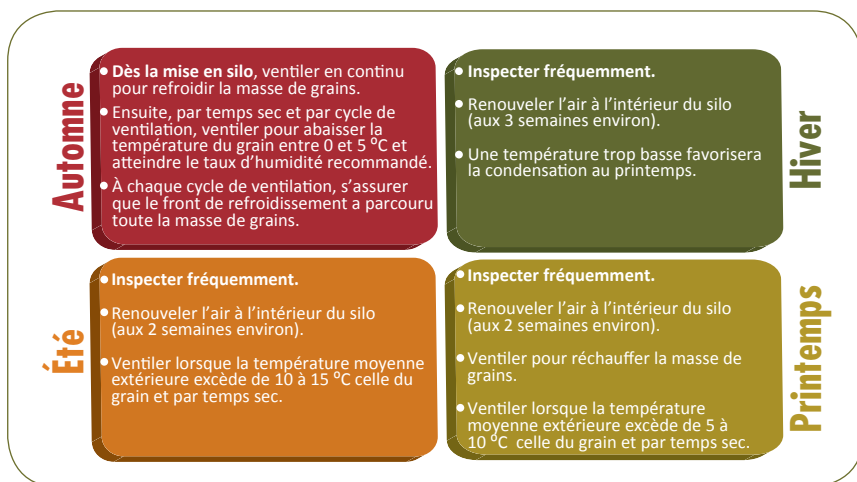 Automne
• Dès la mise en silo, ventiler en continu
pour refroidir la masse de grains.
• Ensuite, par temps sec et par cycle de
ventilation, ventiler pour abaisser la
température du grain entre 0 et 5 ⁰C et
atteindre le taux d'humidité recommandé.
• À chaque cycle de ventilation, s'assurer
que le front de refroidissement a parcouru
toute la masse de grains.
Hiver
• Inspecter fréquemment.
• Renouveler l'air à l'intérieur du silo
(aux 3 semaines environ).
• Une température trop basse favorisera
la condensation au printemps.
Été
• Inspecter fréquemment.
• Renouveler l'air à l'intérieur du silo
(aux 2 semaines environ).
• Ventiler lorsque la température moyenne
extérieure excède de 10 à 15 ⁰C celle du
grain et par temps sec.
Printemps
• Inspecter fréquemment.
• Renouveler l'air à l'intérieur du silo
(aux 2 semaines environ).
• Ventiler pour réchauffer la masse de
grains.
• Ventiler lorsque la température
moyenne extérieure excède de 5 à
10 ⁰C celle du grain et par temps sec.